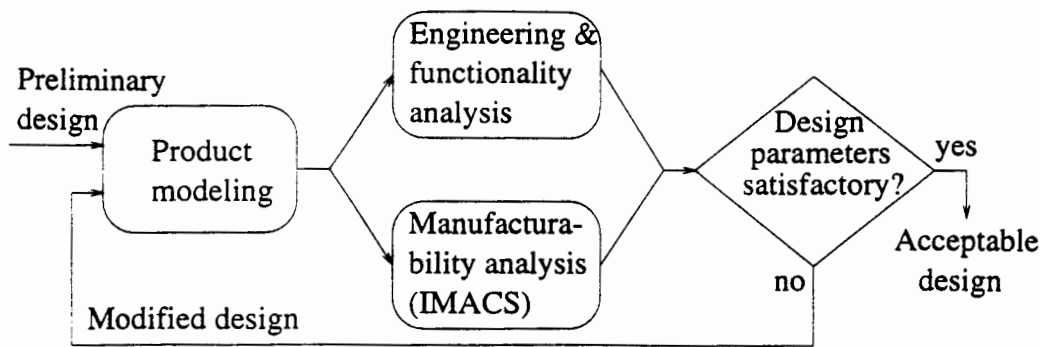 Preliminary
design
Product
modeling
Engineering &
functionality
analysis
Manufactura-
bility analysis
(IMACS)
Design
parameters
satisfactory?
yes
Acceptable
design
no
Modified design